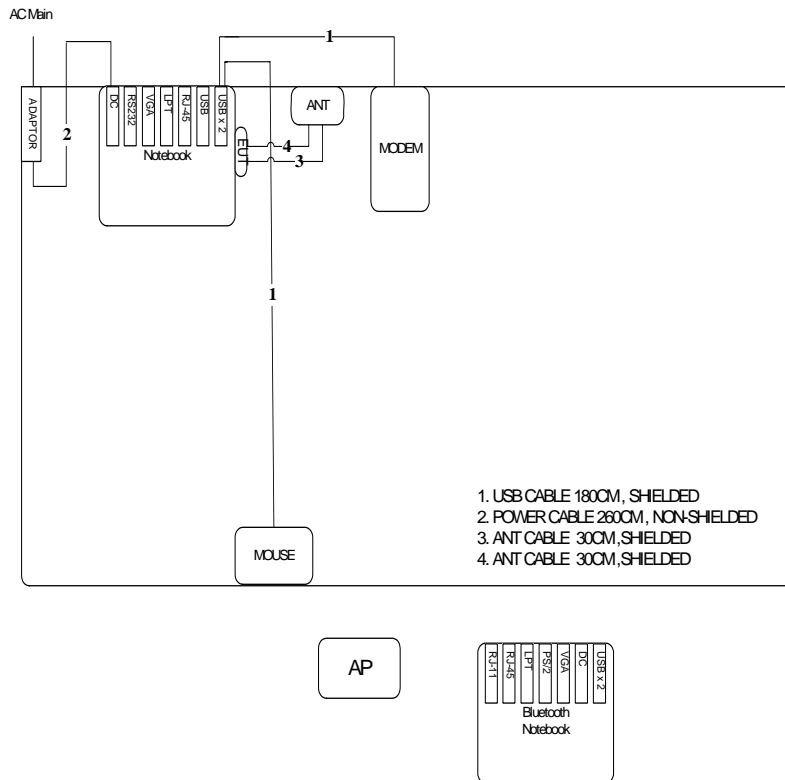 AC Main
1
ADAPTOR
2
DC
RS232
VGA
LPT
RJ-45
USB
USB x 2
Notebook
EUT
ANT
4
3
MODEM
1
1. USB CABLE 180CM, SHIELDED
2. POWER CABLE 260CM, NON-SHIELDED
3. ANT CABLE 30CM,SHIELDED
4. ANT CABLE 30CM,SHIELDED
MOUSE
AP
RJ-11
RJ-45
LPT
PS/2
VGA
DC
USB x 2
Bluetooth
Notebook